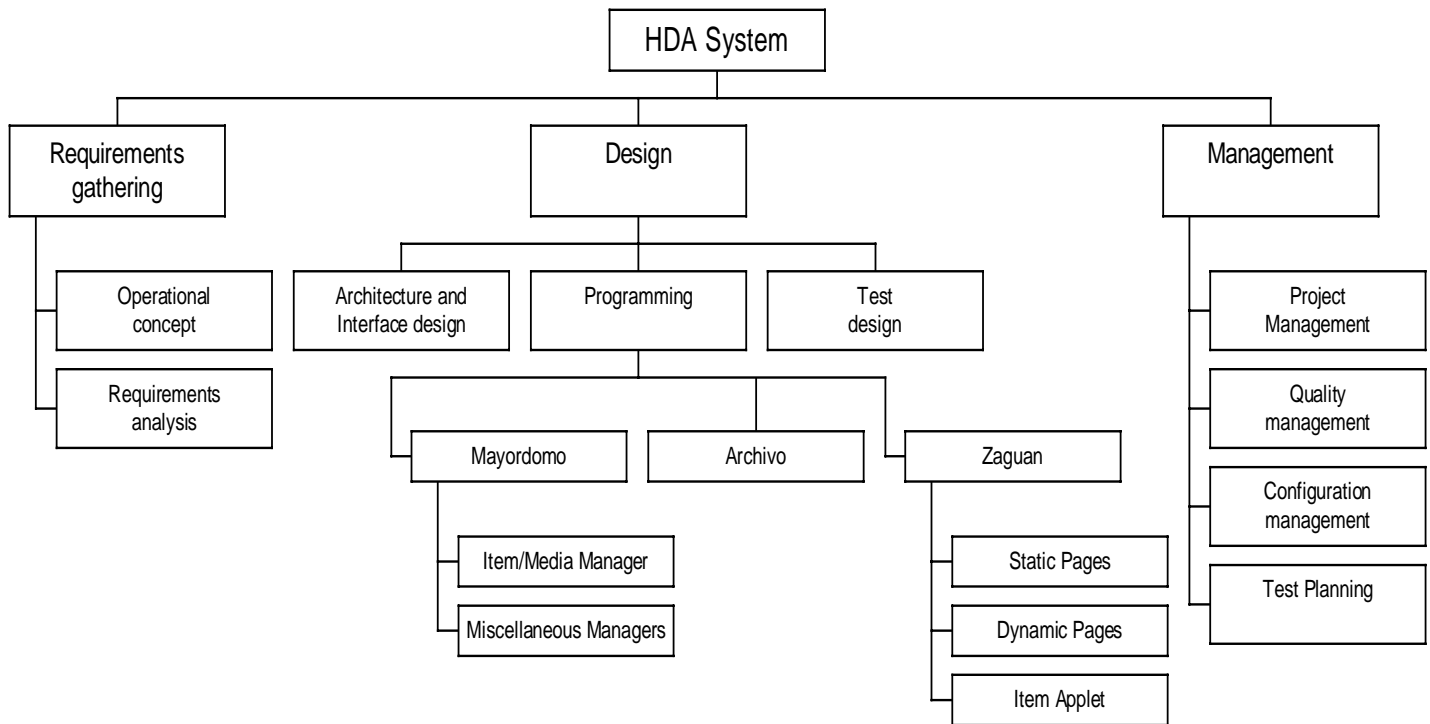 HDA System
Requirements
gathering
Design
Management
Operational
concept
Requirements
analysis
Architecture and
Interface design
Programming
Test
design
Mayordomo
Archivo
Zaguan
Item/Media Manager
Miscellaneous Managers
Static Pages
Dynamic Pages
Item Applet
Project
Management
Quality
management
Configuration
management
Test Planning